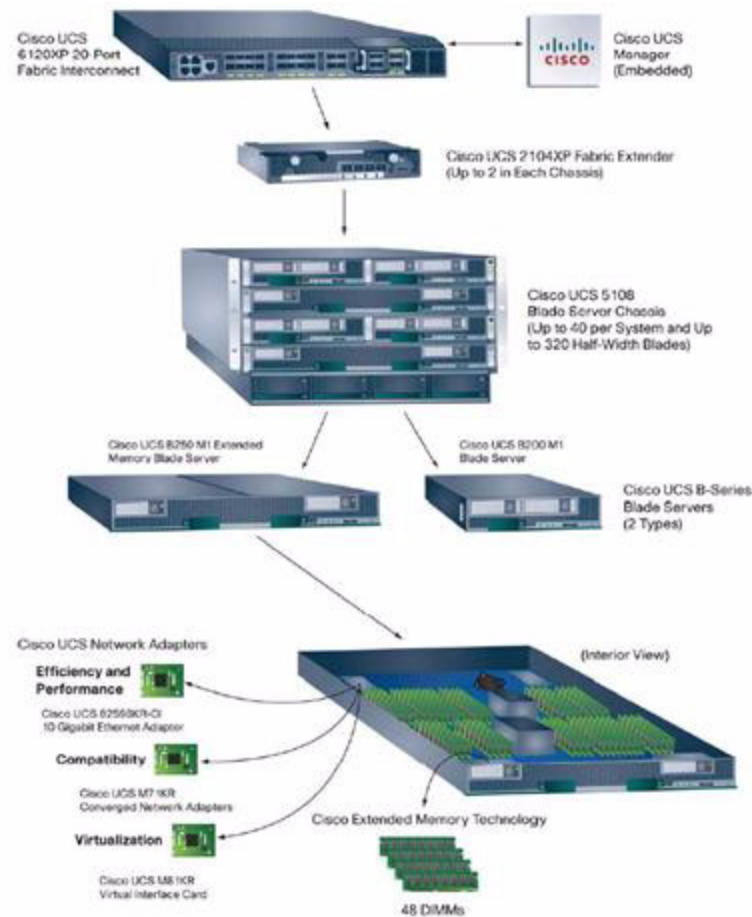 Cisco UCS
6120XP 20-Port
Fabric Interconnect
CISCO
Cisco UCS
Manager
(Embedded)
Cisco UCS 2104XP Fabric Extender
(Up to 2 in Each Chassis)
Cisco UCS 5108
Blade Server Chassis
(Up to 40 per System and Up
to 320 Half-Width Blades)
Cisco UCS B250 M1 Extended
Memory Blade Server
Cisco UCS B200 M1
Blade Server
Cisco UCS B-Series
Blade Servers
(2 Types)
Cisco UCS Network Adapters
(Interior View)
Efficiency and
Performance
Cisco UCS 82598KR-CI
10 Gigabit Ethernet Adapter
Compatibility
Cisco UCS M71KR
Converged Network Adapters
Virtualization
Cisco UCS M81KR
Virtual Interface Card
Cisco Extended Memory Technology
48 DIMMs